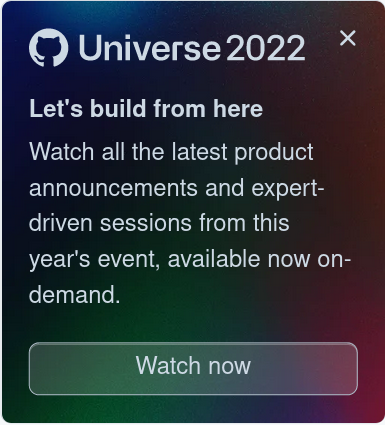 Universe 2022
Let's build from here
Watch all the latest product
announcements and expert-
driven sessions from this
year's event, available now on-
demand.
Watch now